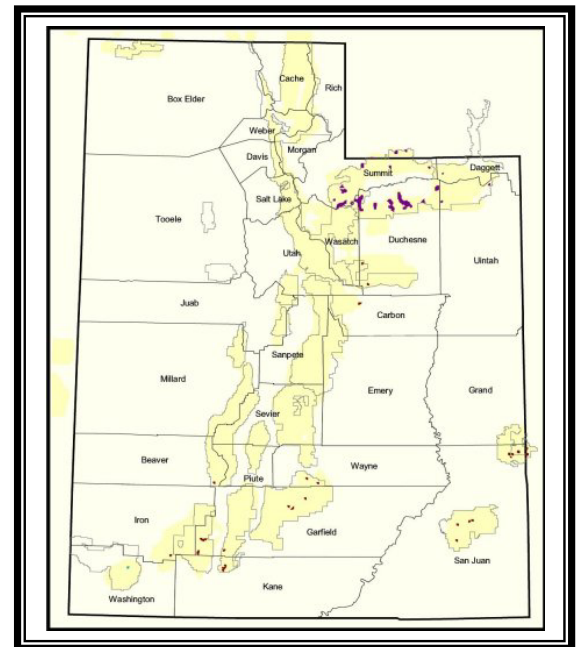 Cache
Rich
Box Elder
Weber
Morgan
Davis
Summit
Daggett
Salt Lake
Tooele
Wasatch
Duchesne
Utah
Uintah
Juab
Carbon
Sanpete
Millard
Emery
Grand
Sevier
Beaver
Wayne
Piute
Iron
Garfield
San Juan
Kane
Washington